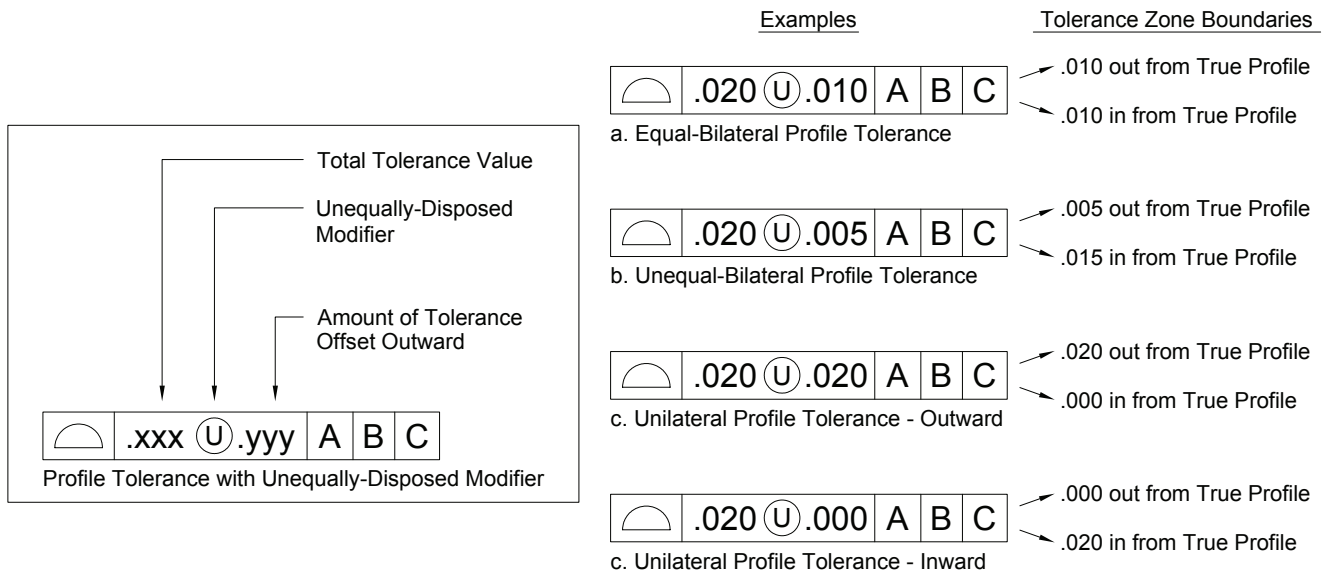 Examples
Tolerance Zone Boundaries
Total Tolerance Value
Unequally-Disposed
Modifier
Amount of Tolerance
Offset Outward
.xxx Ⓤ .yyy A B C
Profile Tolerance with Unequally-Disposed Modifier
.020 Ⓤ .010 A B C
.010 out from True Profile
.010 in from True Profile
a. Equal-Bilateral Profile Tolerance
.020 Ⓤ .005 A B C
.005 out from True Profile
.015 in from True Profile
b. Unequal-Bilateral Profile Tolerance
.020 Ⓤ .020 A B C
.020 out from True Profile
.000 in from True Profile
c. Unilateral Profile Tolerance - Outward
.020 Ⓤ .000 A B C
.000 out from True Profile
.020 in from True Profile
c. Unilateral Profile Tolerance - Inward